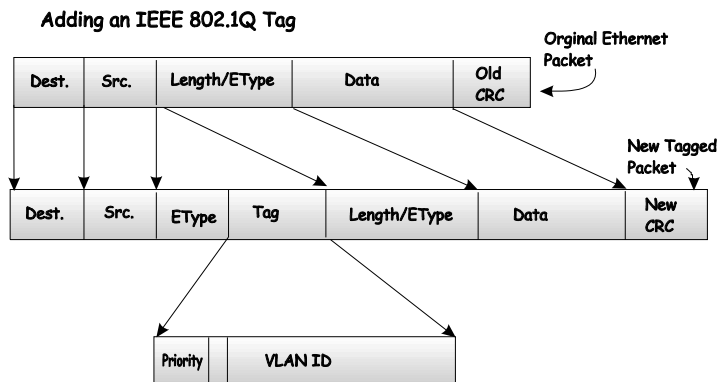 Adding an IEEE 802.1Q Tag
Orginal Ethernet
Packet
Dest.
Src.
Length/EType
Data
Old
CRC
New Tagged
Packet
Dest.
Src.
EType
Tag
Length/EType
Data
New
CRC
Priority
VLAN ID